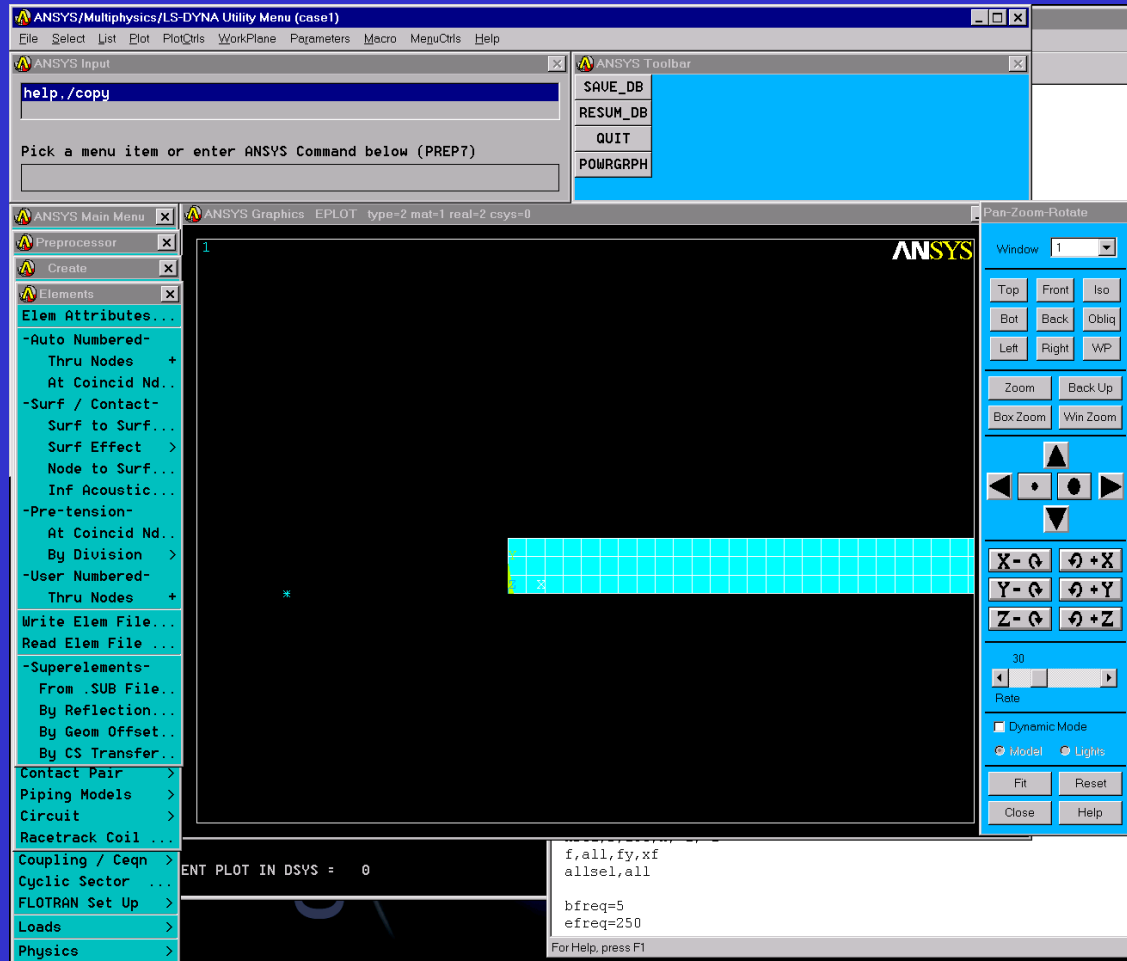 ANSYS/Multiphysics/LS-DYNA Utility Menu (case1)
File Select List Plot PlotCtrls WorkPlane Parameters Macro MenuCtrls Help
ANSYS Input
help,/copy
Pick a menu item or enter ANSYS Command below (PREP7)
ANSYS Toolbar
SAVE_DB
RESUM_DB
QUIT
POWRGRPH
ANSYS Main Menu
Preprocessor
Create
Elements
Elem Attributes...
-Auto Numbered-
Thru Nodes +
At Coincid Nd..
-Surf / Contact-
Surf to Surf...
Surf Effect >
Node to Surf...
Inf Acoustic...
-Pre-tension-
At Coincid Nd..
By Division >
-User Numbered-
Thru Nodes +
Write Elem File...
Read Elem File ...
-Superelements-
From .SUB File..
By Reflection...
By Geom Offset..
By CS Transfer..
Contact Pair >
Piping Models >
Circuit >
Racetrack Coil ...
Coupling / Ceqn >
Cyclic Sector ...
FLOTRAN Set Up >
Loads >
Physics >
ANSYS Graphics EPLOT type=2 mat=1 real=2 csys=0
1
ANSYS
Z X
Pan-Zoom-Rotate
Window 1
Top Front Iso
Bot Back Obliq
Left Right WP
Zoom Back Up
Box Zoom Win Zoom
X- +X
Y- +Y
Z- +Z
30
Rate
Dynamic Mode
Model Lights
Fit Reset
Close Help
ENT PLOT IN DSYS = 0
f,all,fy,xf
allsel,all
bfreq=5
efreq=250
For Help, press F1